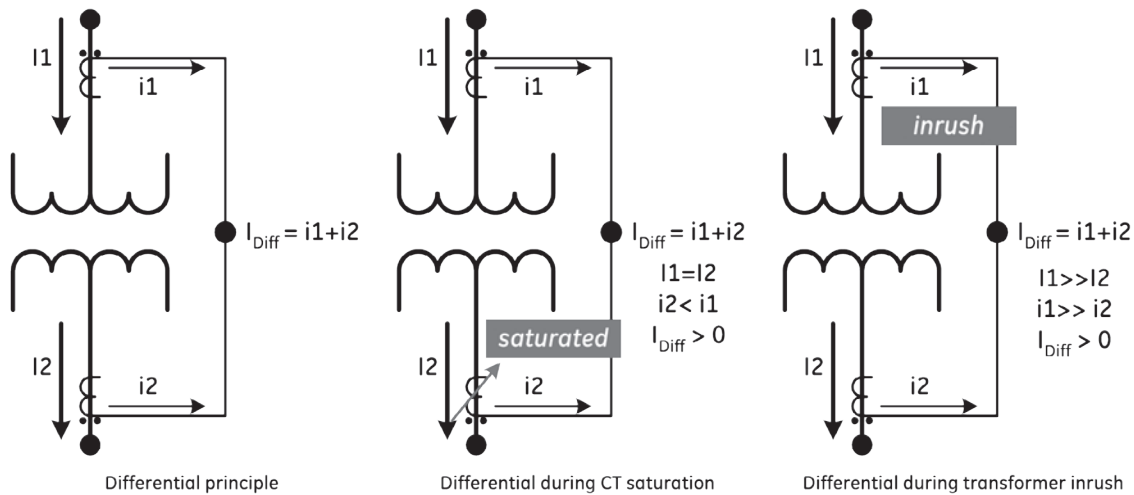 I1
i1
I_Diff = i1+i2
I2
i2
Differential principle
I1
i1
I_Diff = i1+i2
I1=I2
i2< i1
I_Diff > 0
saturated
I2
i2
Differential during CT saturation
I1
i1
inrush
I_Diff = i1+i2
I1>>I2
i1>> i2
I_Diff > 0
I2
i2
Differential during transformer inrush